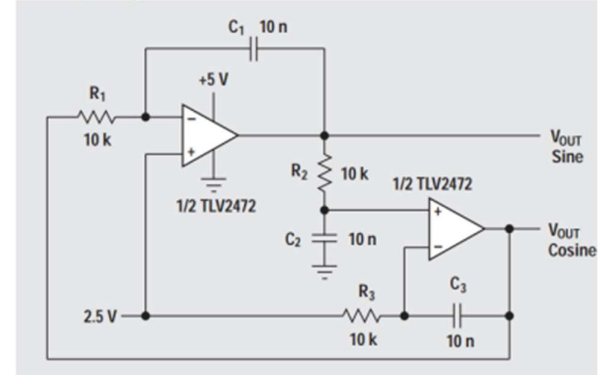 C₁ 10 n
+5 V
R₁
10 k
−
+
VOUT
Sine
R₂ 10 k
1/2 TLV2472
1/2 TLV2472
+
−
C₂ 10 n
VOUT
Cosine
C₃
R₃
2.5 V
10 k
10 n